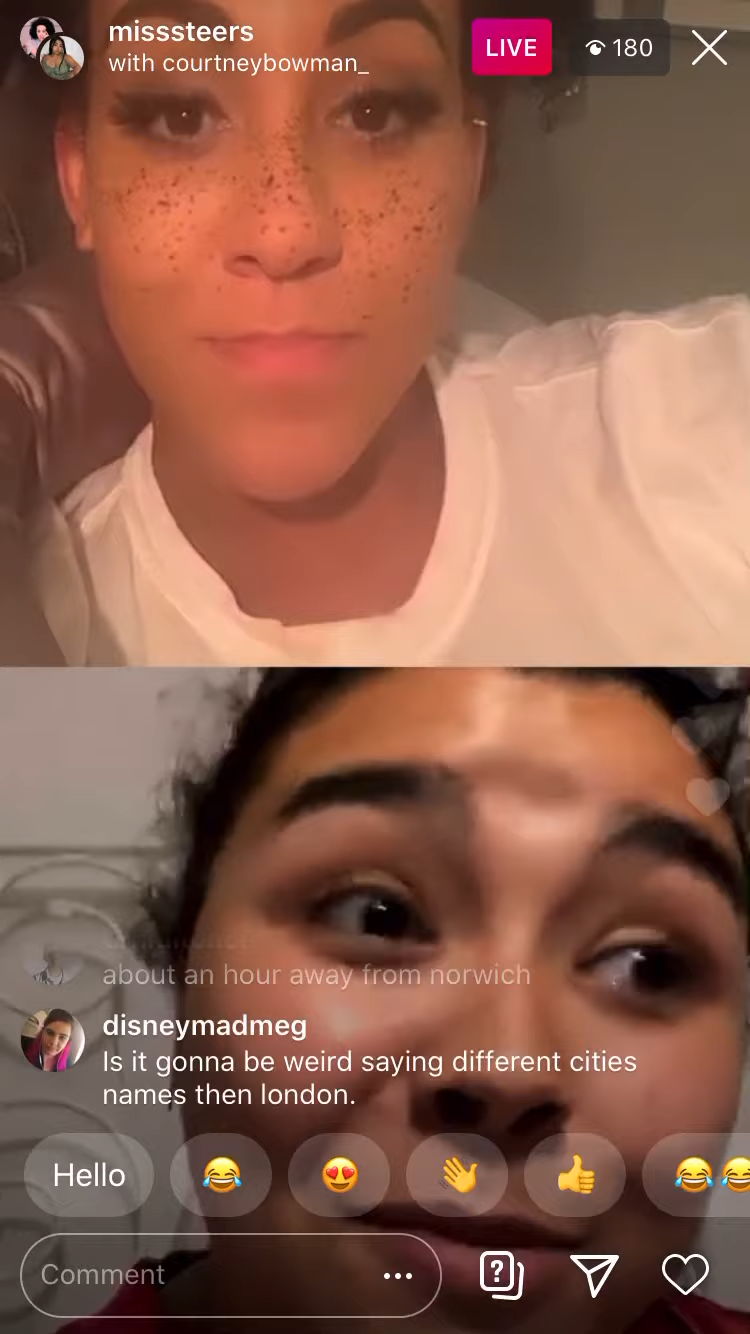 misssteers
with courtneybowman_
LIVE
180
about an hour away from norwich
disneymadmeg
Is it gonna be weird saying different cities
names then london.
Hello
Comment